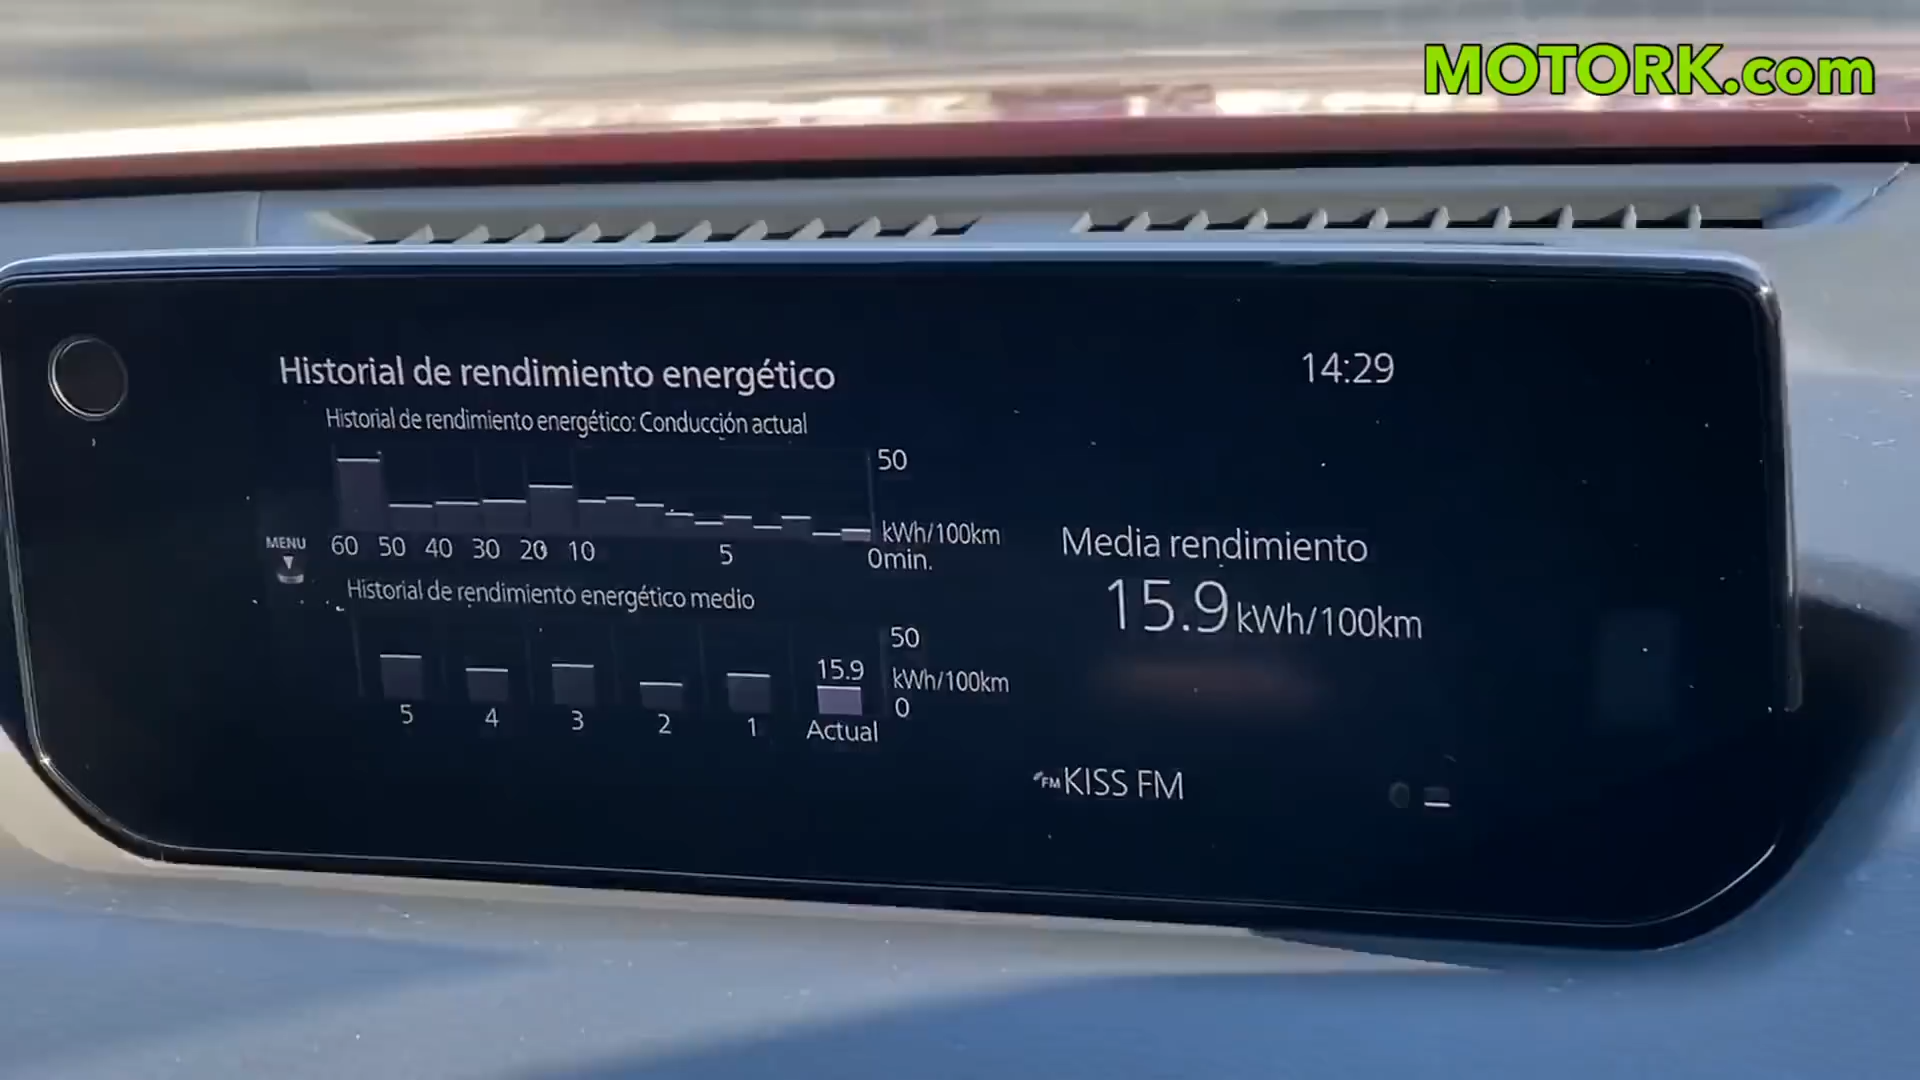 MOTORK.com
Historial de rendimiento energético
14:29
Historial de rendimiento energético: Conducción actual
50
kWh/100km
60 50 40 30 20 10 5 0min.
MENU
Historial de rendimiento energético medio
50
15.9
kWh/100km
0
5 4 3 2 1 Actual
Media rendimiento
15.9 kWh/100km
FM KISS FM